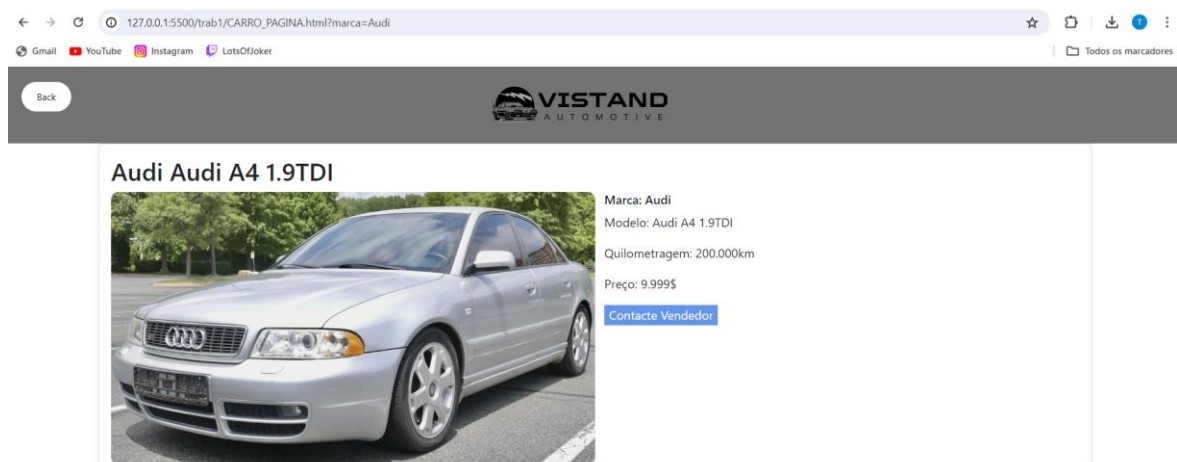 127.0.0.1:5500/trab1/CARRO_PAGINA.html?marca=Audi
T
Gmail YouTube Instagram LotsOfJoker Todos os marcadores
Back
VISTAND
AUTOMOTIVE
Audi Audi A4 1.9TDI
Marca: Audi
Modelo: Audi A4 1.9TDI
Quilometragem: 200.000km
Preço: 9.999$
Contacte Vendedor